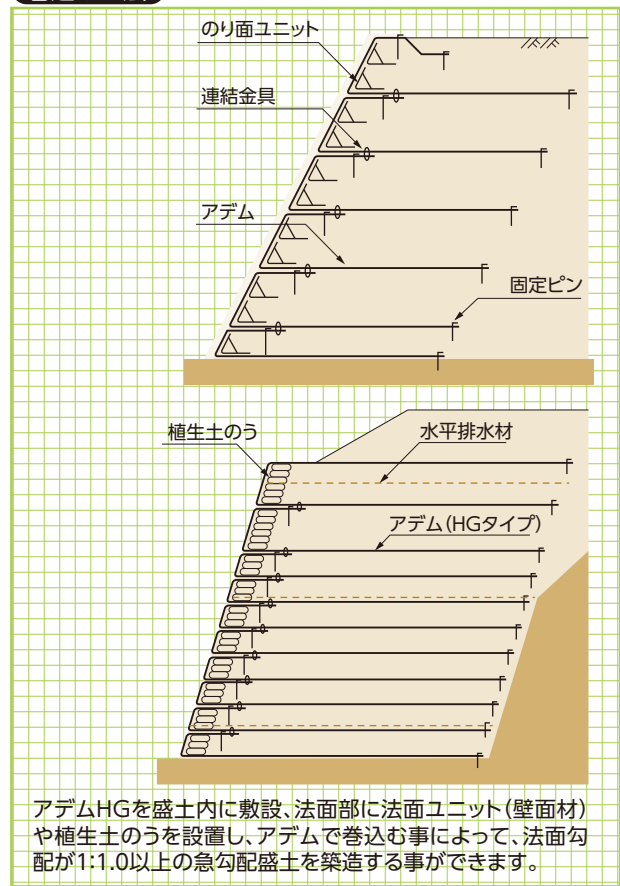 のり面ユニット
連結金具
アデム
固定ピン
植生土のう
水平排水材
アデム(HGタイプ)
アデムHGを盛土内に敷設、法面部に法面ユニット(壁面材)
や植生土のうを設置し、アデムで巻込む事によって、法面勾
配が1:1.0以上の急勾配盛土を築造する事ができます。